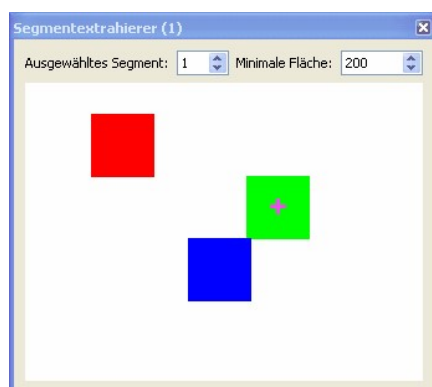 Segmentextrahierer (1)
Ausgewähltes Segment: 1 Minimale Fläche: 200